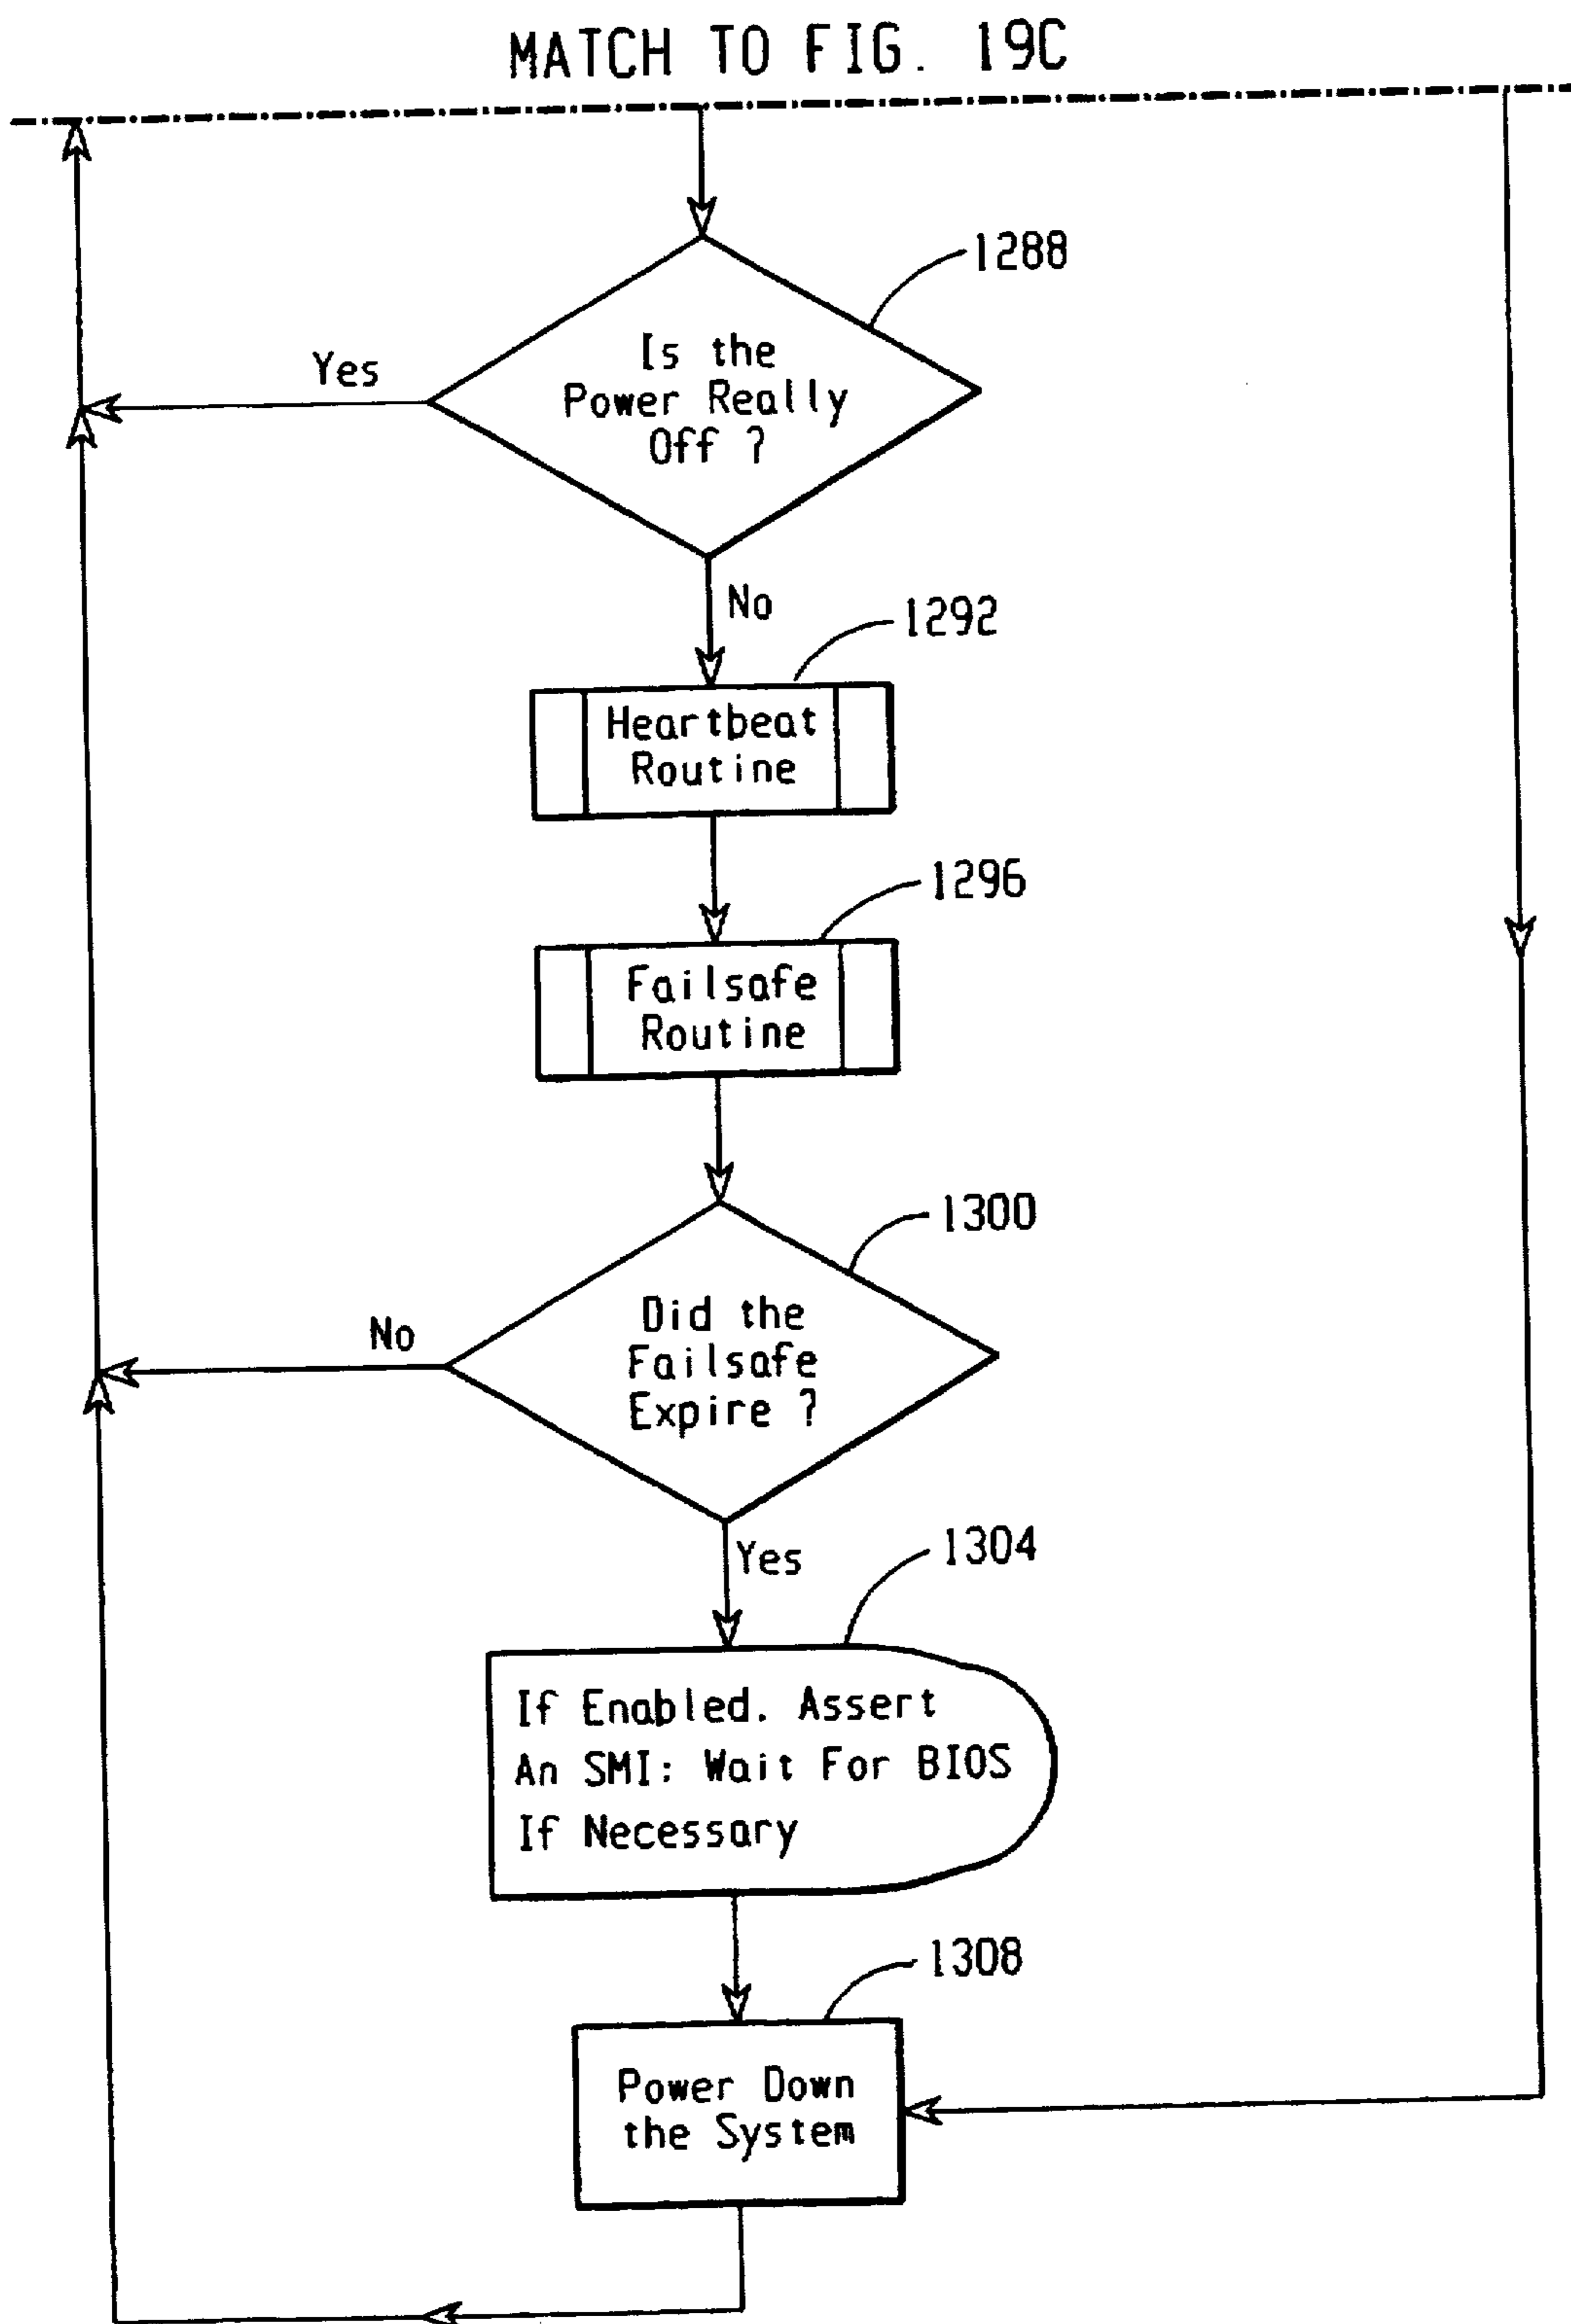 MATCH TO FIG. 19C
1288
Is the
Power Really
Off ?
Yes
No
1292
Heartbeat
Routine
1296
Failsafe
Routine
1300
Did the
Failsafe
Expire ?
No
Yes
1304
If Enabled. Assert
An SMI: Wait For BIOS
If Necessary
1308
Power Down
the System